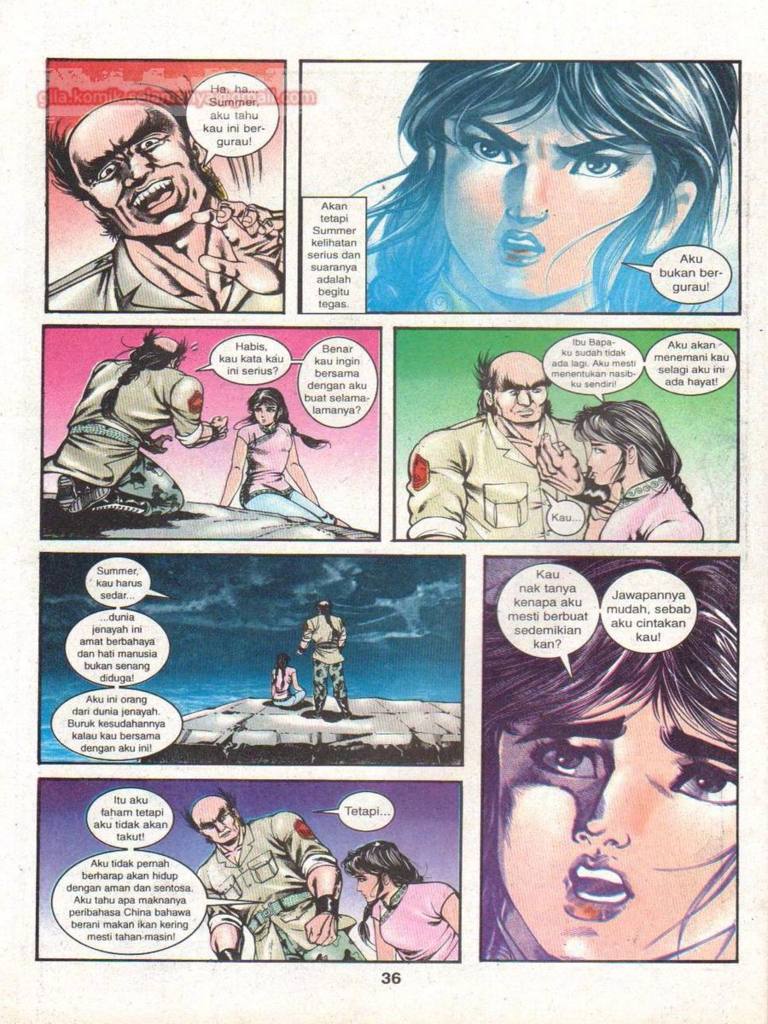 gila.komik.selamanya@gmail.com
Ha, ha...
Summer,
aku tahu
kau ini ber-
gurau!
Akan
tetapi
Summer
kelihatan
serius dan
suaranya
adalah
begitu
tegas.
Aku
bukan ber-
gurau!
Habis,
kau kata kau
ini serius?
Benar
kau ingin
bersama
dengan aku
buat selama-
lamanya?
Ibu Bapa-
ku sudah tidak
ada lagi. Aku mesti
menentukan nasib-
ku sendiri!
Aku akan
menemani kau
selagi aku ini
ada hayat!
Kau...
Summer,
kau harus
sedar...
...dunia
jenayah ini
amat berbahaya
dan hati manusia
bukan senang
diduga!
Aku ini orang
dari dunia jenayah.
Buruk kesudahannya
kalau kau bersama
dengan aku ini!
Kau
nak tanya
kenapa aku
mesti berbuat
sedemikian
kan?
Jawapannya
mudah, sebab
aku cintakan
kau!
Itu aku
faham tetapi
aku tidak akan
takut!
Tetapi...
Aku tidak pernah
berharap akan hidup
dengan aman dan sentosa.
Aku tahu apa maknanya
peribahasa China bahawa
berani makan ikan kering
mesti tahan masin!
36